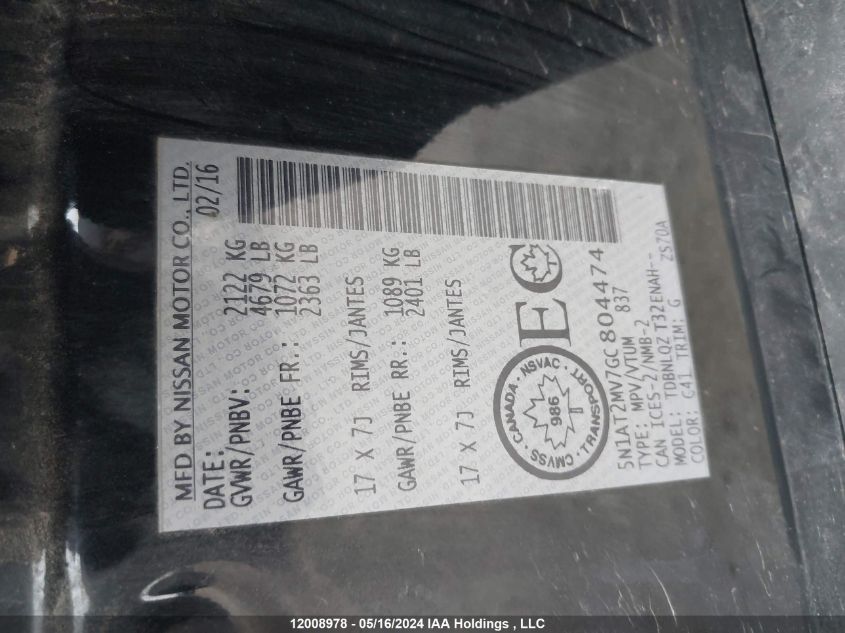 MFD BY NISSAN MOTOR CO., LTD.
DATE: 02/16
GVWR/PNBV: 2122 KG
4679 LB
GAWR/PNBE FR.: 1072 KG
2363 LB
17 X 7J RIMS/JANTES
GAWR/PNBE RR.: 1089 KG
2401 LB
17 X 7J RIMS/JANTES
CANADA · NSVAC · TRANSPORT · CMVSS
986
EC
5N1AT2MV7GC804474
TYPE: MPV/VTUM 837
CAN ICES-2/NMB-2
MODEL: TDBNLQZ T32ENAH--
COLOR: G41 TRIM: G ZS70A
12008978 - 05/16/2024 IAA Holdings , LLC